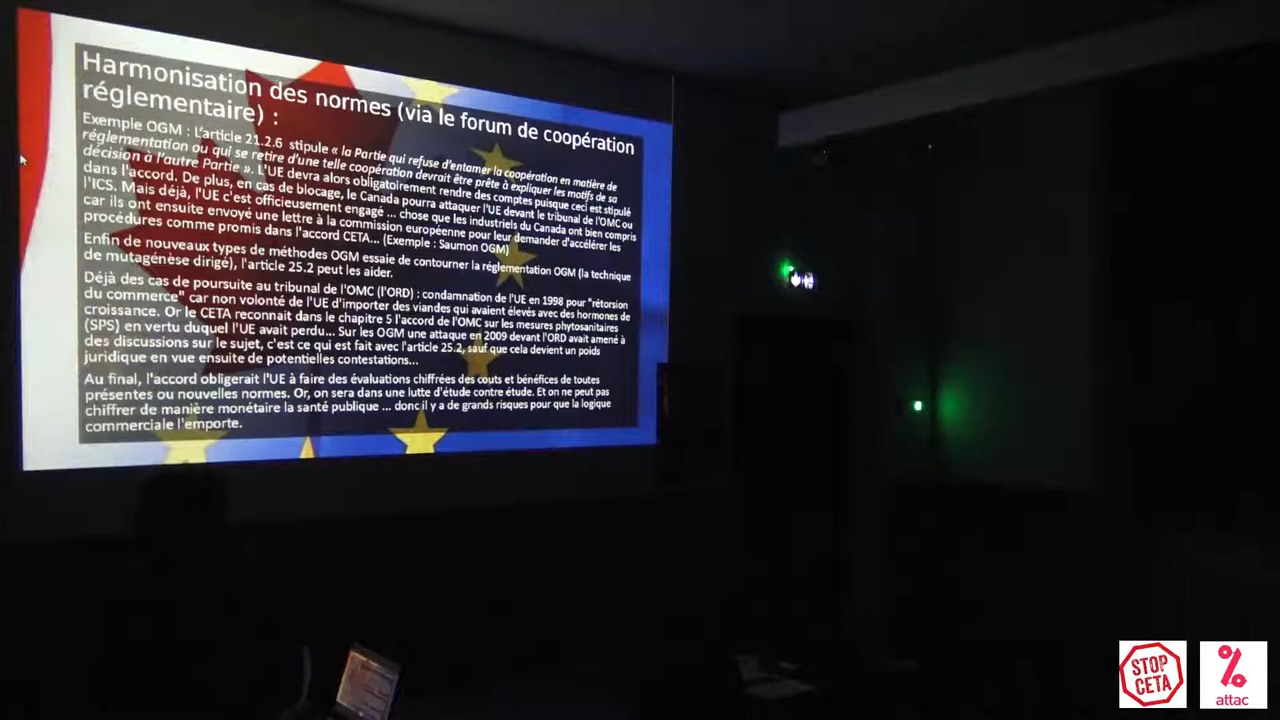 Harmonisation des normes (via le forum de coopération
réglementaire) :
Exemple OGM : L'article 21.2.6 stipule « la Partie qui refuse d'entamer la coopération en matière de
réglementation ou qui se retire d'une telle coopération devrait être prête à expliquer les motifs de sa
décision à l'autre Partie ». L'UE devra alors obligatoirement rendre des comptes puisque ceci est stipulé
dans l'accord. De plus, en cas de blocage, le Canada pourra attaquer l'UE devant le tribunal de l'OMC ou
l'ICS. Mais déjà, l'UE c'est officieusement engagé ... chose que les industriels du Canada ont bien compris
car ils ont ensuite envoyé une lettre à la commission européenne pour leur demander d'accélérer les
procédures comme promis dans l'accord CETA... (Exemple : Saumon OGM)
Enfin de nouveaux types de méthodes OGM essaie de contourner la réglementation OGM (la technique
de mutagénèse dirigé), l'article 25.2 peut les aider.
Déjà des cas de poursuite au tribunal de l'OMC (l'ORD) : condamnation de l'UE en 1998 pour "rétorsion
du commerce" car non volonté de l'UE d'importer des viandes qui avaient élevés avec des hormones de
croissance. Or le CETA reconnait dans le chapitre 5 l'accord de l'OMC sur les mesures phytosanitaires
(SPS) en vertu duquel l'UE avait perdu... Sur les OGM une attaque en 2009 devant l'ORD avait amené à
des discussions sur le sujet, c'est ce qui est fait avec l'article 25.2, sauf que cela devient un poids
juridique en vue ensuite de potentielles contestations...
Au final, l'accord obligerait l'UE à faire des évaluations chiffrées des couts et bénéfices de toutes
présentes ou nouvelles normes. Or, on sera dans une lutte d'étude contre étude. Et on ne peut pas
chiffrer de manière monétaire la santé publique ... donc il y a de grands risques pour que la logique
commerciale l'emporte.
STOP
CETA
%
attac